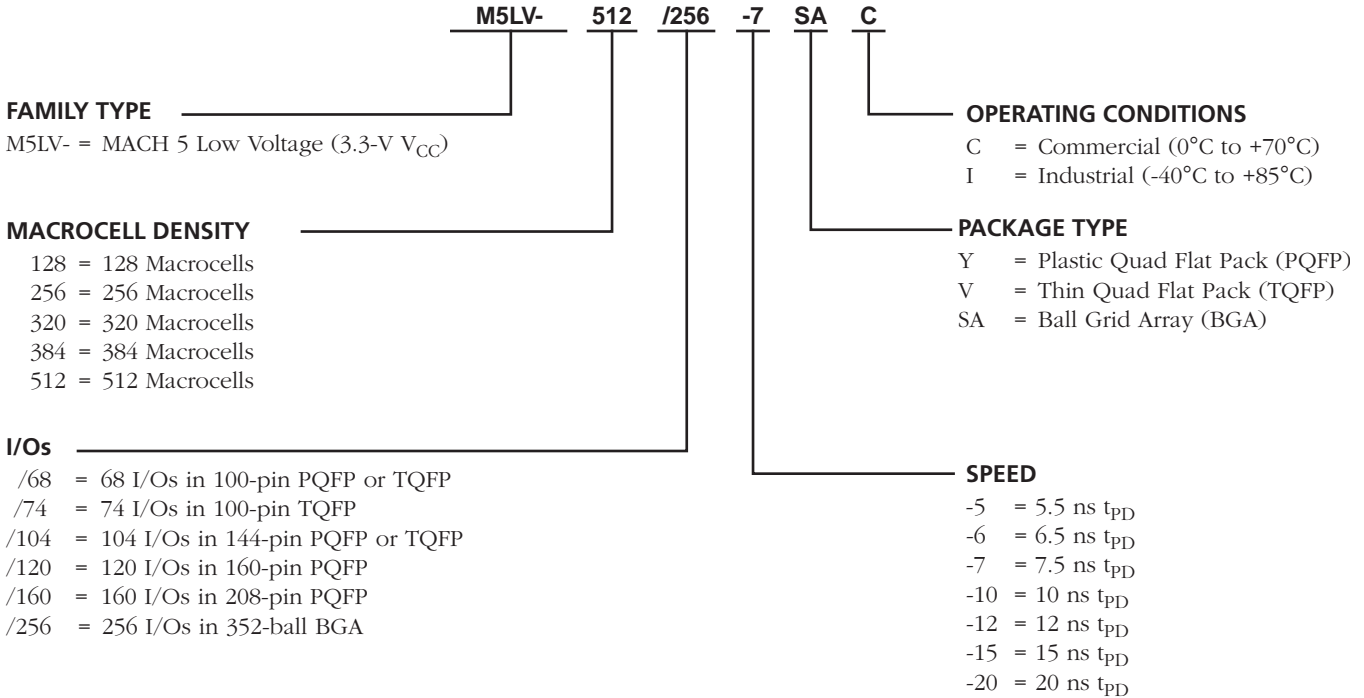 M5LV- 512 /256 -7 SA C
FAMILY TYPE
M5LV- = MACH 5 Low Voltage (3.3-V VCC)
MACROCELL DENSITY
128 = 128 Macrocells
256 = 256 Macrocells
320 = 320 Macrocells
384 = 384 Macrocells
512 = 512 Macrocells
I/Os
/68 = 68 I/Os in 100-pin PQFP or TQFP
/74 = 74 I/Os in 100-pin TQFP
/104 = 104 I/Os in 144-pin PQFP or TQFP
/120 = 120 I/Os in 160-pin PQFP
/160 = 160 I/Os in 208-pin PQFP
/256 = 256 I/Os in 352-ball BGA
OPERATING CONDITIONS
C = Commercial (0°C to +70°C)
I = Industrial (-40°C to +85°C)
PACKAGE TYPE
Y = Plastic Quad Flat Pack (PQFP)
V = Thin Quad Flat Pack (TQFP)
SA = Ball Grid Array (BGA)
SPEED
-5 = 5.5 ns tPD
-6 = 6.5 ns tPD
-7 = 7.5 ns tPD
-10 = 10 ns tPD
-12 = 12 ns tPD
-15 = 15 ns tPD
-20 = 20 ns tPD